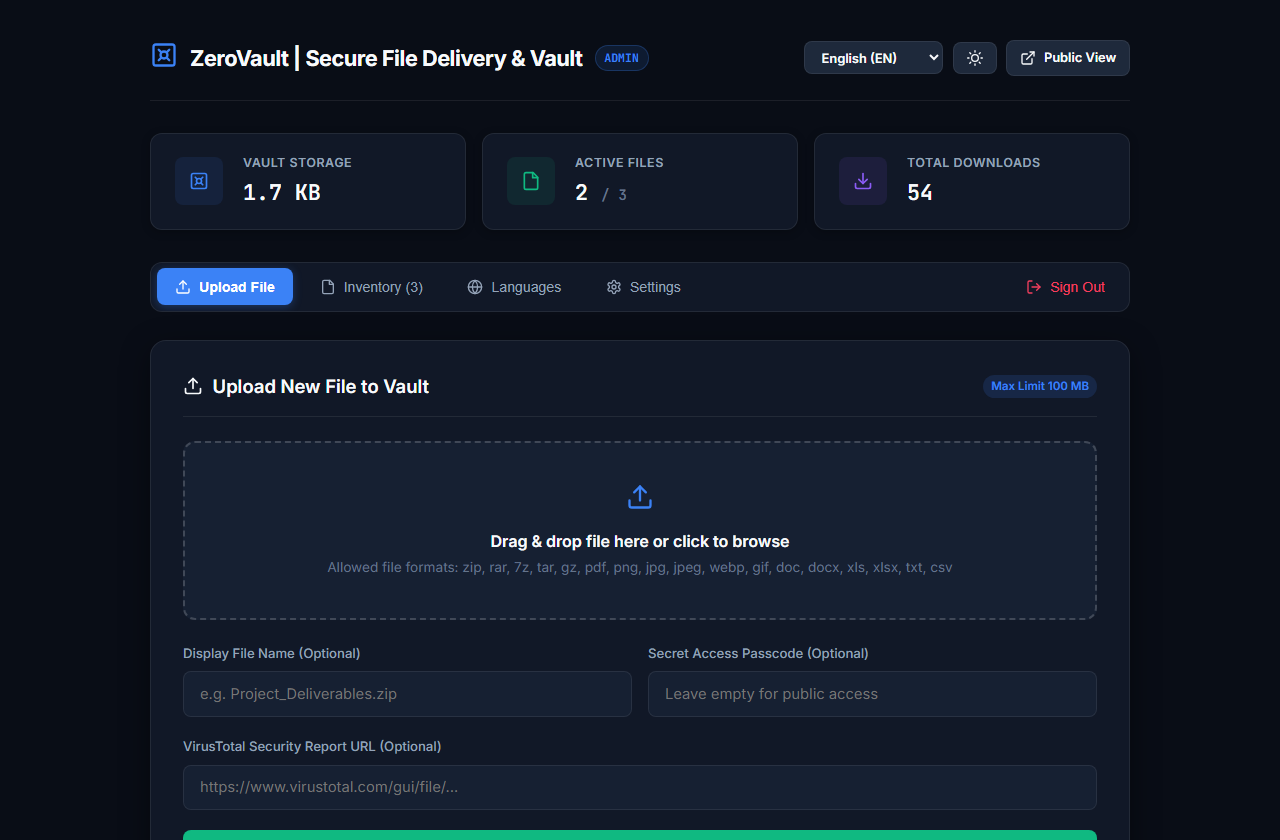 ZeroVault | Secure File Delivery & Vault
ADMIN
English (EN)
Public View
VAULT STORAGE
1.7 KB
ACTIVE FILES
2 / 3
TOTAL DOWNLOADS
54
Upload File
Inventory (3)
Languages
Settings
Sign Out
Upload New File to Vault
Max Limit 100 MB
Drag & drop file here or click to browse
Allowed file formats: zip, rar, 7z, tar, gz, pdf, png, jpg, jpeg, webp, gif, doc, docx, xls, xlsx, txt, csv
Display File Name (Optional)
Secret Access Passcode (Optional)
e.g. Project_Deliverables.zip
Leave empty for public access
VirusTotal Security Report URL (Optional)
https://www.virustotal.com/gui/file/...